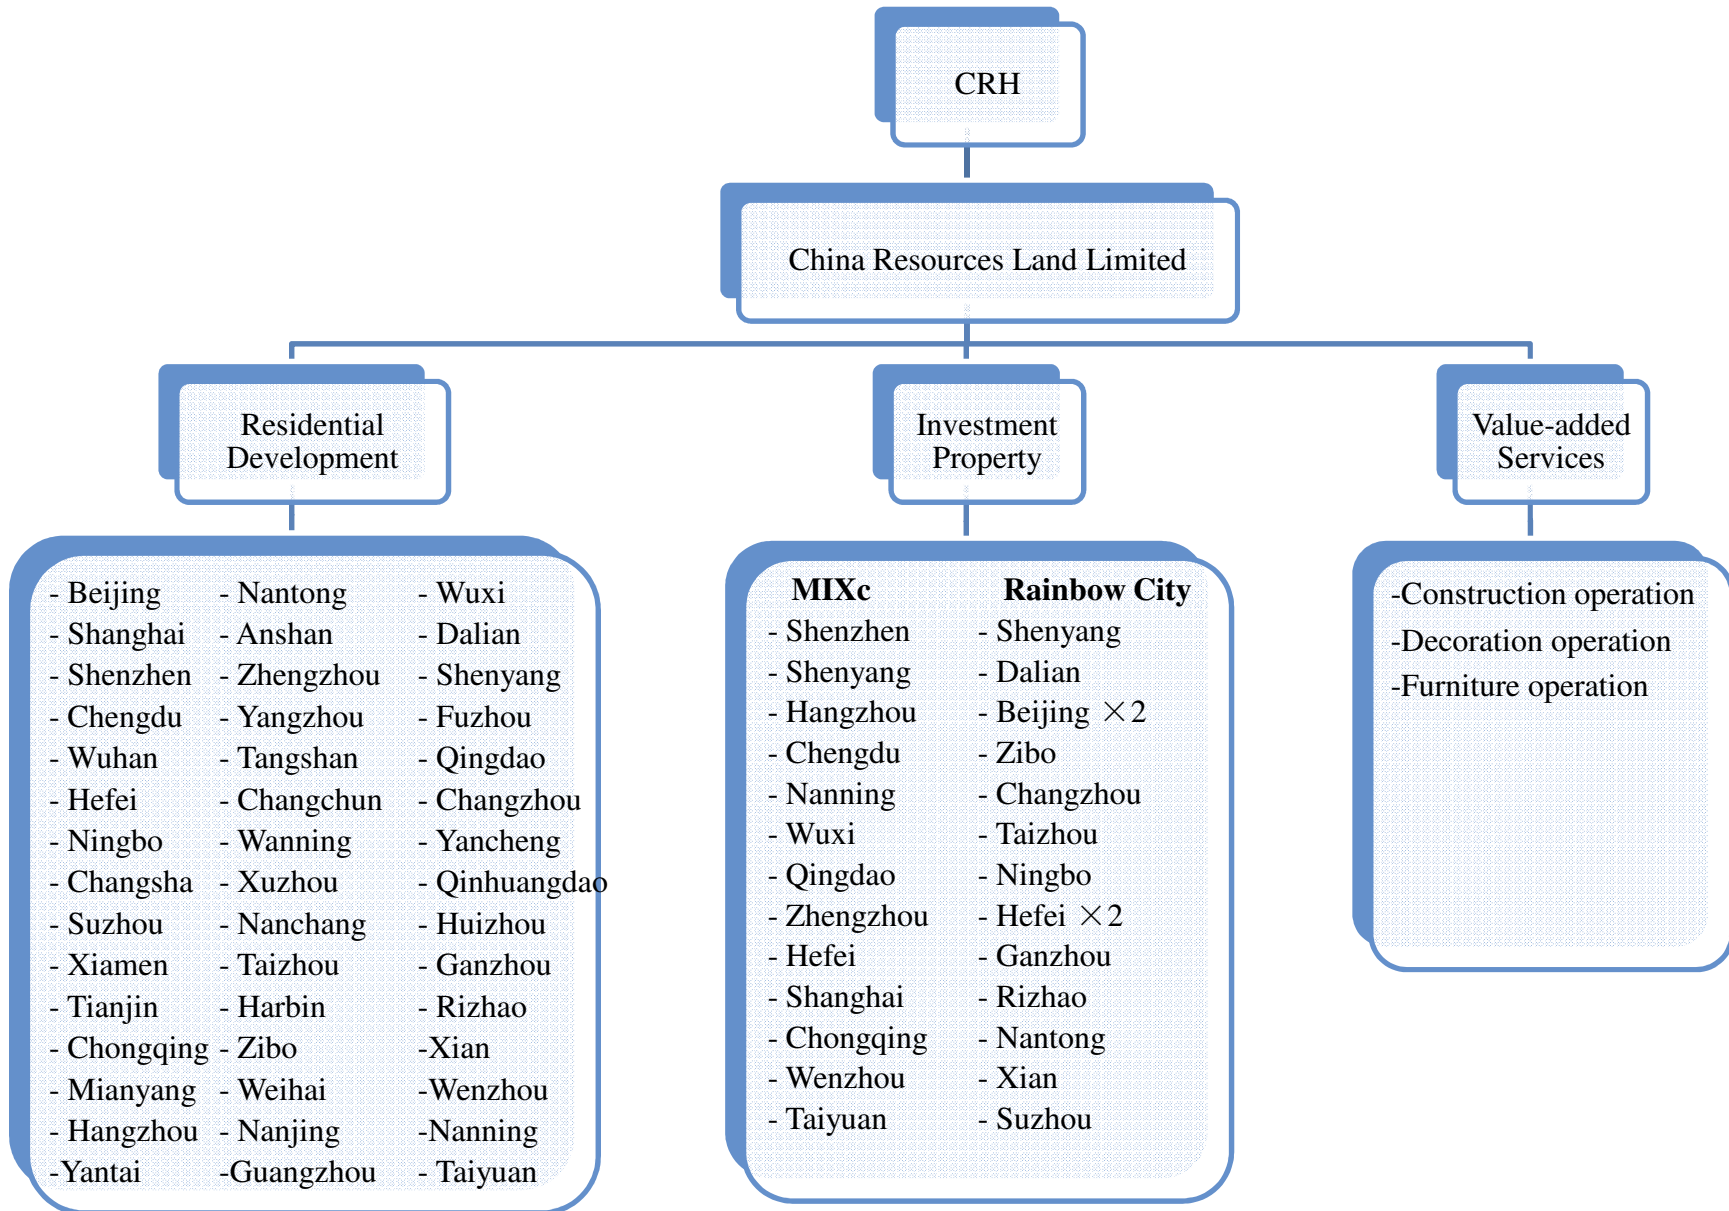 CRH
China Resources Land Limited
Residential
Development
Investment
Property
Value-added
Services
- Beijing - Nantong - Wuxi
- Shanghai - Anshan - Dalian
- Shenzhen - Zhengzhou - Shenyang
- Chengdu - Yangzhou - Fuzhou
- Wuhan - Tangshan - Qingdao
- Hefei - Changchun - Changzhou
- Ningbo - Wanning - Yancheng
- Changsha - Xuzhou - Qinhuangdao
- Suzhou - Nanchang - Huizhou
- Xiamen - Taizhou - Ganzhou
- Tianjin - Harbin - Rizhao
- Chongqing - Zibo -Xian
- Mianyang - Weihai -Wenzhou
- Hangzhou - Nanjing -Nanning
-Yantai -Guangzhou - Taiyuan
MIXc Rainbow City
- Shenzhen - Shenyang
- Shenyang - Dalian
- Hangzhou - Beijing ×2
- Chengdu - Zibo
- Nanning - Changzhou
- Wuxi - Taizhou
- Qingdao - Ningbo
- Zhengzhou - Hefei ×2
- Hefei - Ganzhou
- Shanghai - Rizhao
- Chongqing - Nantong
- Wenzhou - Xian
- Taiyuan - Suzhou
-Construction operation
-Decoration operation
-Furniture operation